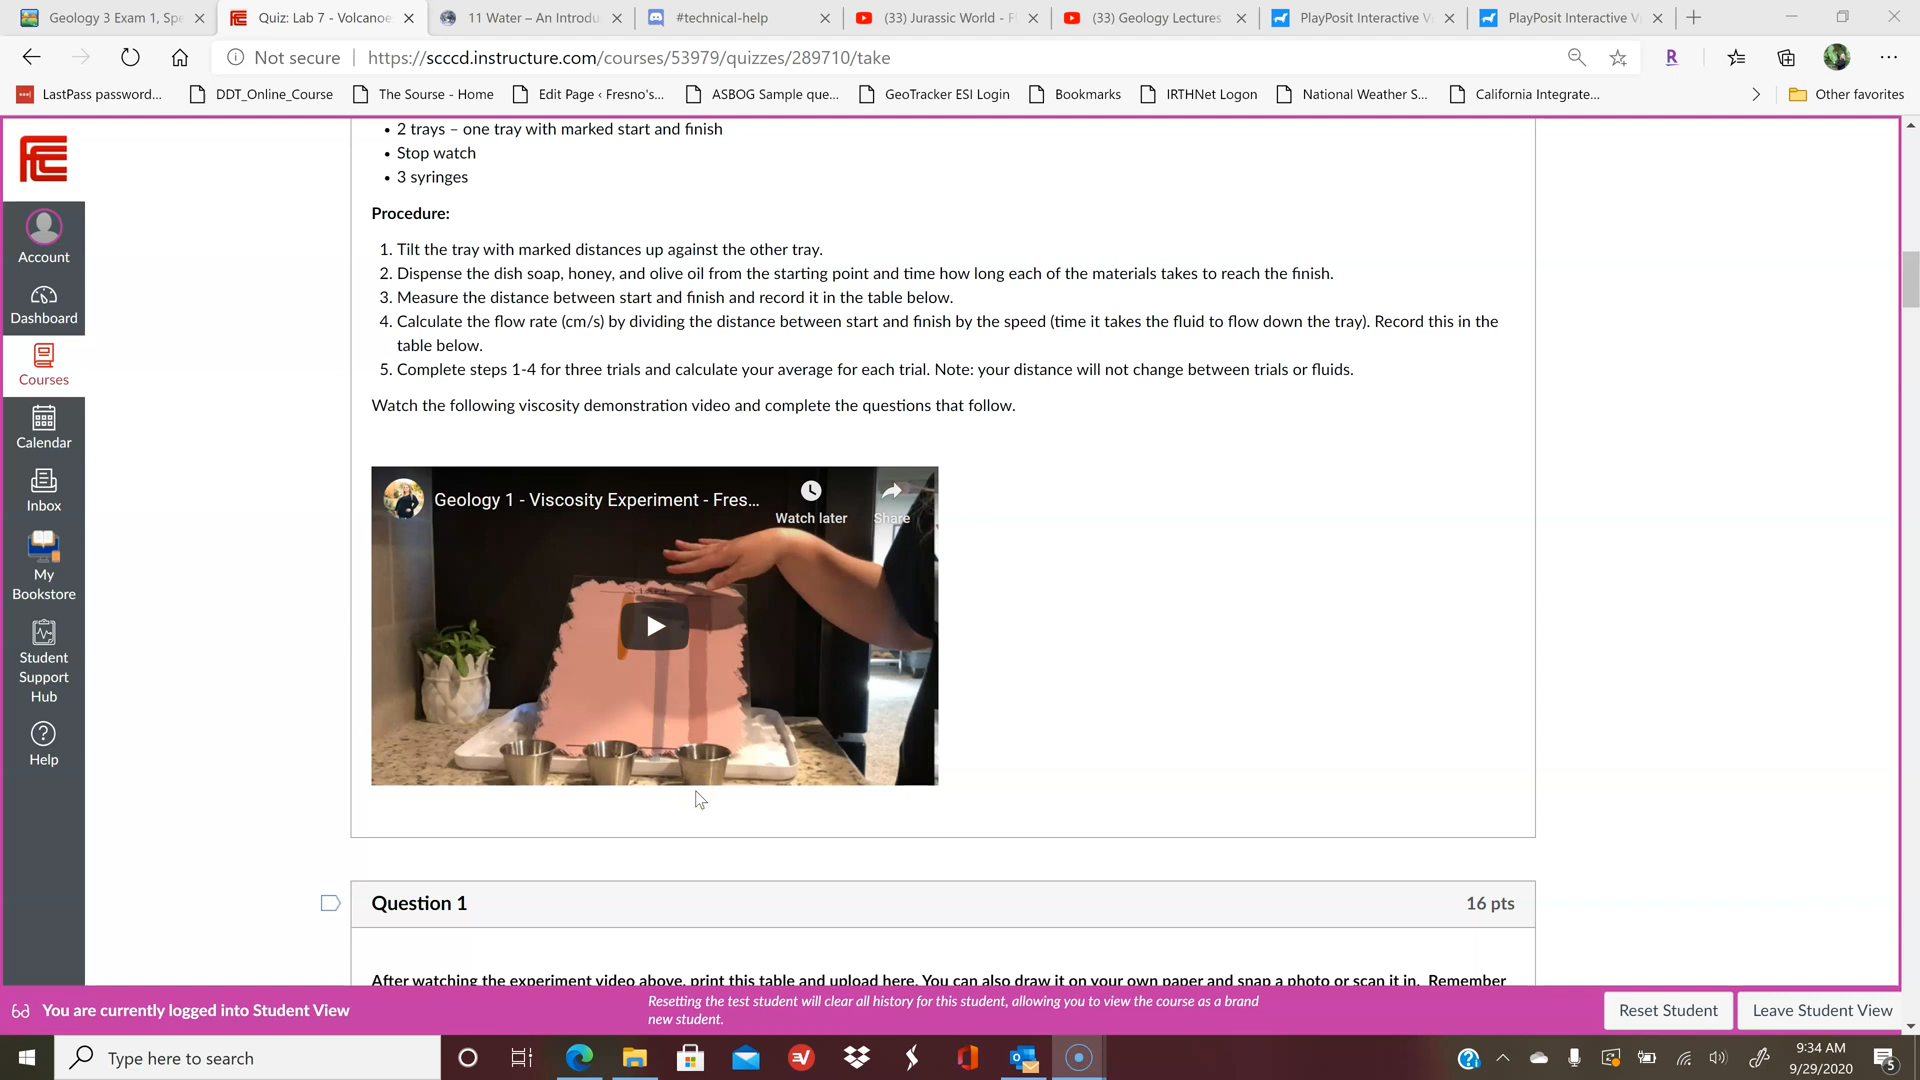 Geology 3 Exam 1, Spe
Quiz: Lab 7 - Volcanoe
11 Water – An Introdu
#technical-help
(33) Jurassic World - F
(33) Geology Lectures
PlayPosit Interactive V
PlayPosit Interactive V
Not secure
https://scccd.instructure.com/courses/53979/quizzes/289710/take
LastPass password...
DDT_Online_Course
The Sourse - Home
Edit Page ‹ Fresno's...
ASBOG Sample que...
GeoTracker ESI Login
Bookmarks
IRTHNet Logon
National Weather S...
California Integrate...
Other favorites
Account
Dashboard
Courses
Calendar
Inbox
My
Bookstore
Student
Support
Hub
Help
• 2 trays – one tray with marked start and finish
• Stop watch
• 3 syringes
Procedure:
1. Tilt the tray with marked distances up against the other tray.
2. Dispense the dish soap, honey, and olive oil from the starting point and time how long each of the materials takes to reach the finish.
3. Measure the distance between start and finish and record it in the table below.
4. Calculate the flow rate (cm/s) by dividing the distance between start and finish by the speed (time it takes the fluid to flow down the tray). Record this in the
table below.
5. Complete steps 1-4 for three trials and calculate your average for each trial. Note: your distance will not change between trials or fluids.
Watch the following viscosity demonstration video and complete the questions that follow.
Geology 1 - Viscosity Experiment - Fres...
Watch later
Share
Start
Question 1
16 pts
After watching the experiment video above, print this table and upload here. You can also draw it on your own paper and snap a photo or scan it in. Remember
You are currently logged into Student View
Resetting the test student will clear all history for this student, allowing you to view the course as a brand
new student.
Reset Student
Leave Student View
Type here to search
9:34 AM
9/29/2020
5